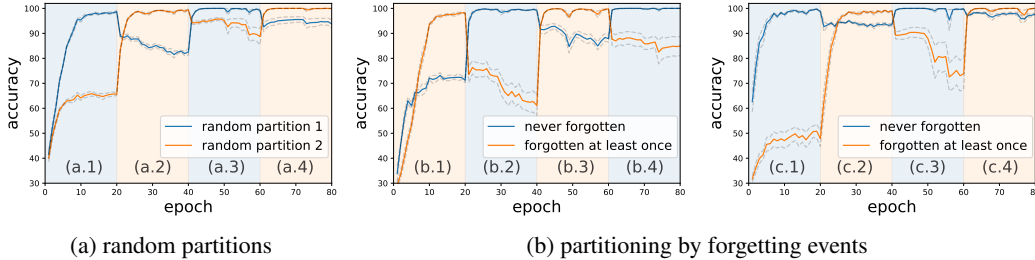 accuracy
100
90
80
70
60
50
40
30
random partition 1
random partition 2
(a.1) (a.2) (a.3) (a.4)
0 10 20 30 40 50 60 70 80
epoch
(a) random partitions
accuracy
100
90
80
70
60
50
40
30
never forgotten
forgotten at least once
(b.1) (b.2) (b.3) (b.4)
0 10 20 30 40 50 60 70 80
epoch
accuracy
100
90
80
70
60
50
40
30
never forgotten
forgotten at least once
(c.1) (c.2) (c.3) (c.4)
0 10 20 30 40 50 60 70 80
epoch
(b) partitioning by forgetting events